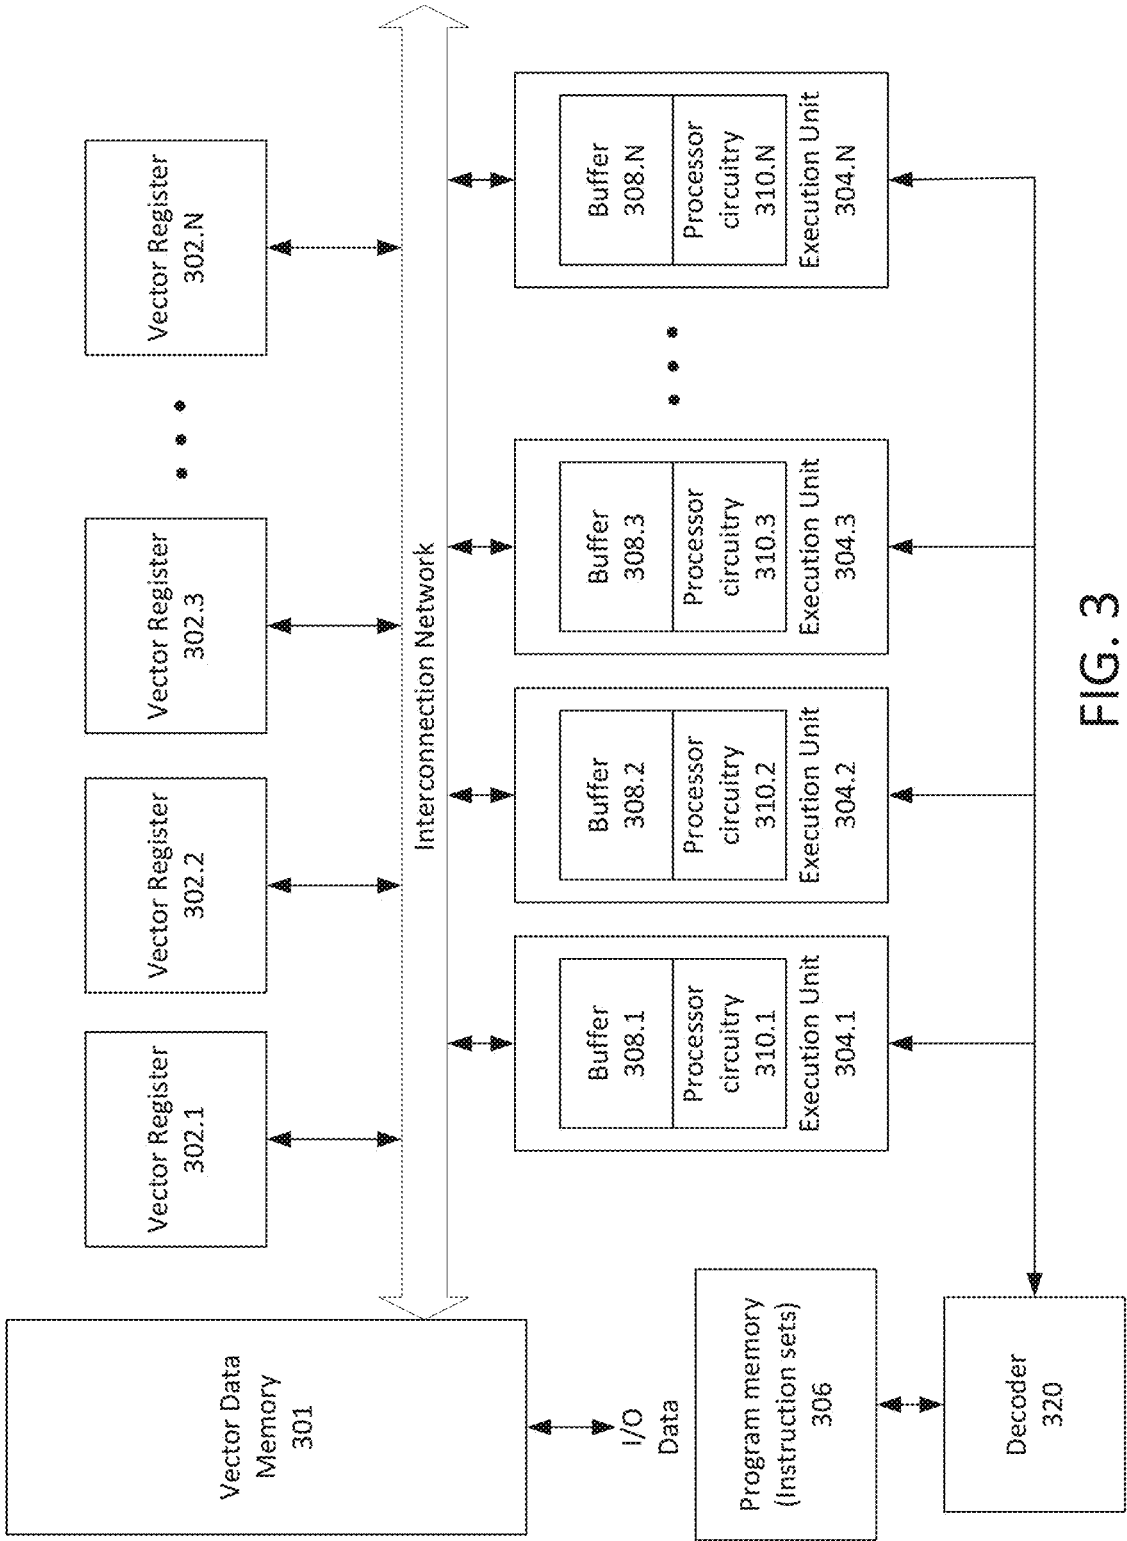 Vector Data
Memory
301
I/O
Data
Program memory
(Instruction sets)
306
Decoder
320
Vector Register
302.1
Vector Register
302.2
Vector Register
302.3
Vector Register
302.N
Interconnection Network
Buffer
308.1
Processor
circuitry
310.1
Execution Unit
304.1
Buffer
308.2
Processor
circuitry
310.2
Execution Unit
304.2
Buffer
308.3
Processor
circuitry
310.3
Execution Unit
304.3
Buffer
308.N
Processor
circuitry
310.N
Execution Unit
304.N
FIG. 3